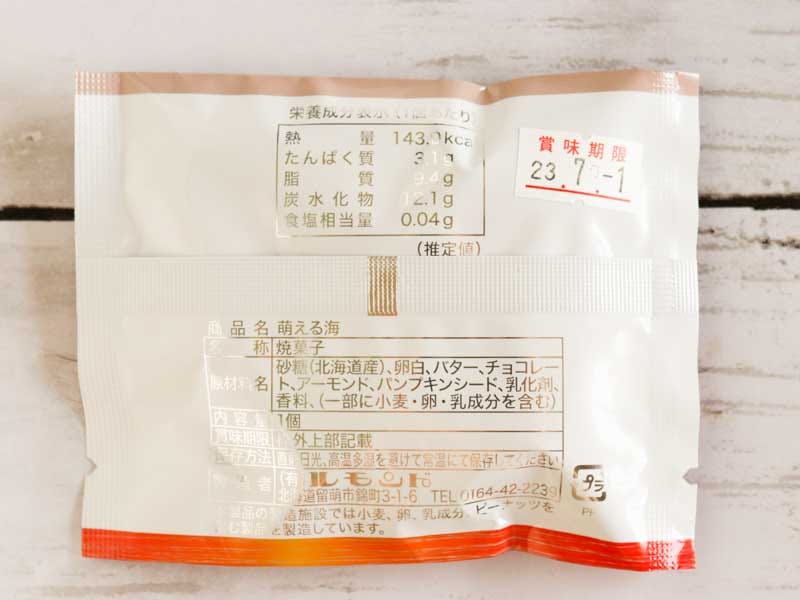 栄養成分表示(1個あたり)
熱量 143.9kcal
たんぱく質 3.1g
脂質 9.4g
炭水化物 12.1g
食塩相当量 0.04g
(推定値)
賞味期限
23.7.-1
商品名 萌える海
名称 焼菓子
原材料名 砂糖(北海道産)、卵白、バター、チョコレー
ト、アーモンド、パンプキンシード、乳化剤、
香料、(一部に小麦・卵・乳成分を含む)
内容量 1個
賞味期限 外上部記載
保存方法 直射日光、高温多湿を避けて常温にて保存してください
製造者 (有)ルモンド
北海道留萌市錦町3-1-6 TEL 0164-42-2239
製品の製造施設では小麦、卵、乳成分、ピーナッツを
含む製品を製造しています。
プラ